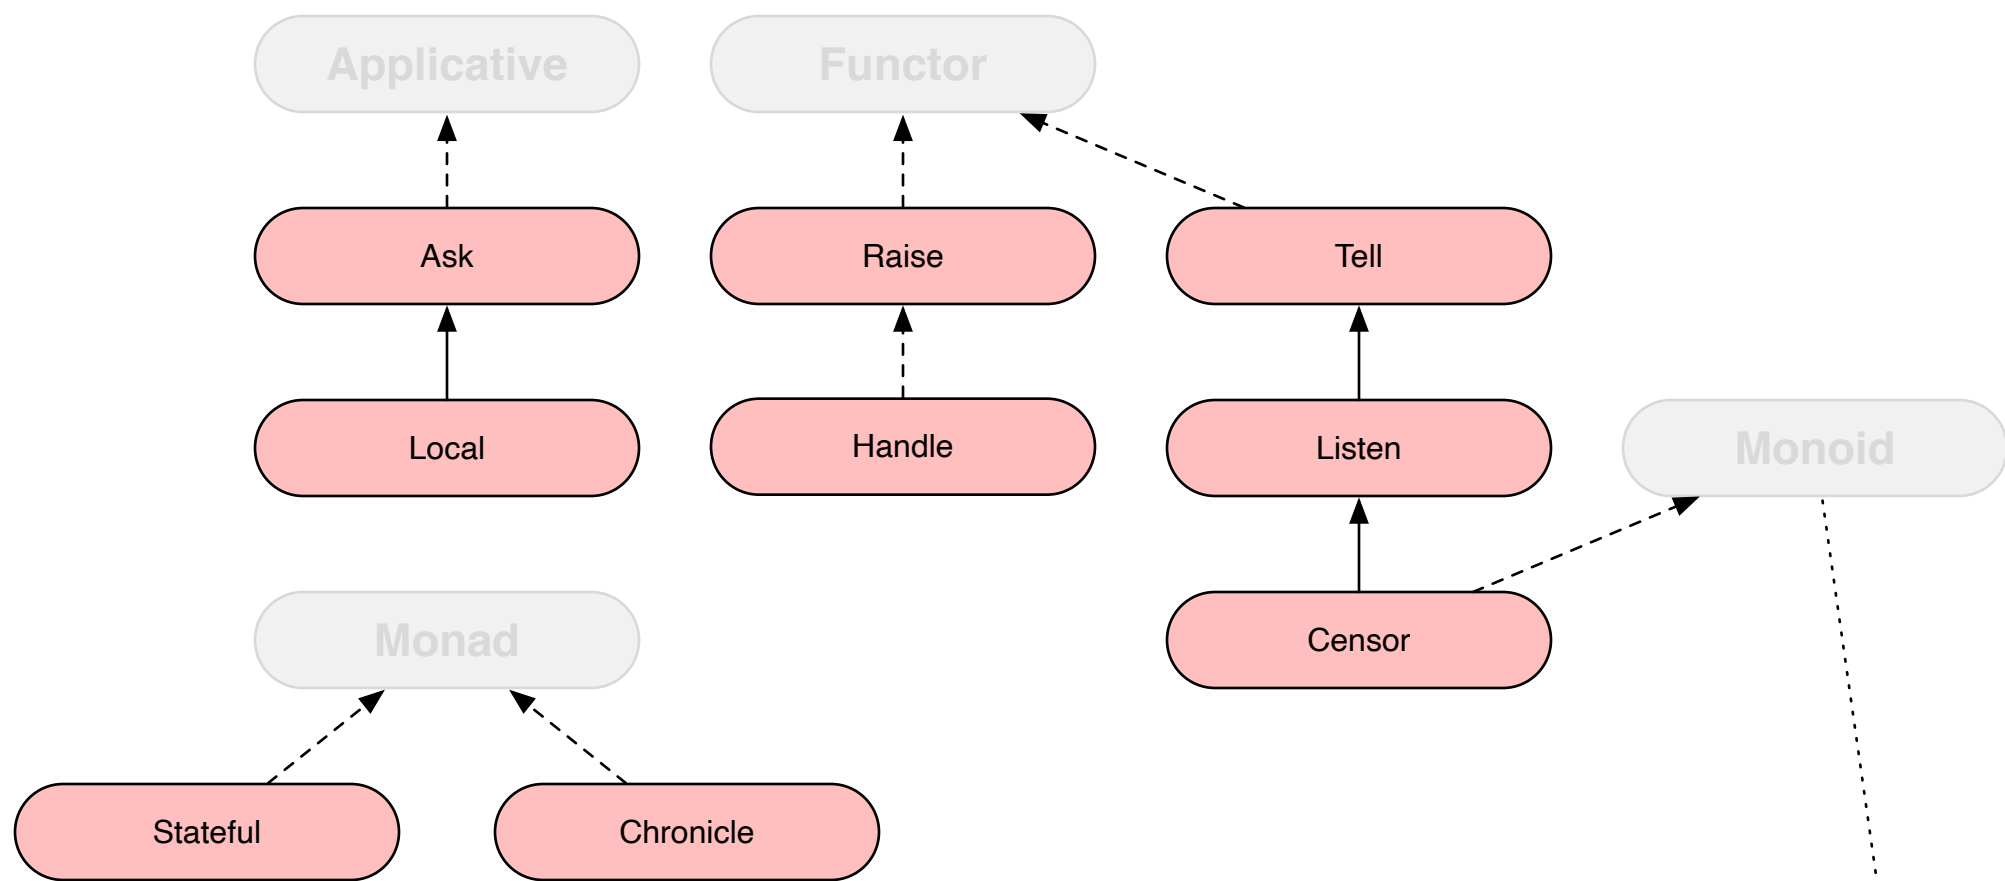 Applicative
Functor
Ask
Raise
Tell
Local
Handle
Listen
Monoid
Monad
Censor
Stateful
Chronicle